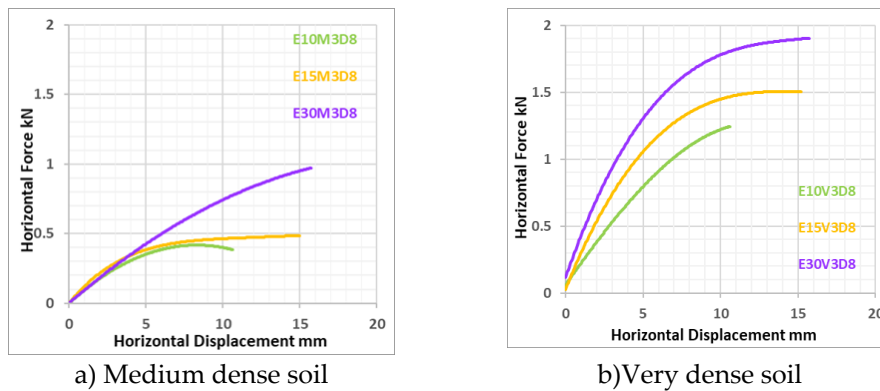 2
E10M3D8
1.5
E15M3D8
E30M3D8
1
0.5
0
0 5 10 15 20
Horizontal Force kN
Horizontal Displacement mm
a) Medium dense soil
2
1.5
1
E10V3D8
0.5
E15V3D8
E30V3D8
0
0 5 10 15 20
Horizontal Force kN
Horizontal Displacement mm
b)Very dense soil